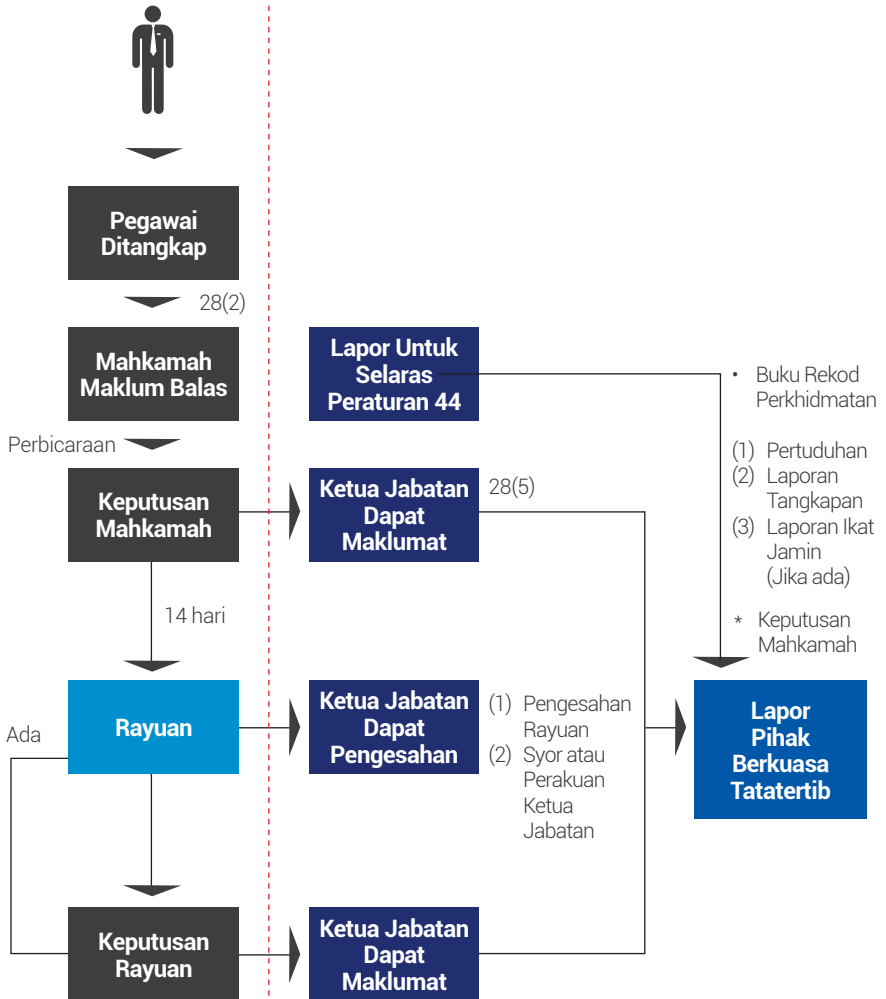 Pegawai
Ditangkap
28(2)
Mahkamah
Maklum Balas
Lapor Untuk
Selaras
Peraturan 44
• Buku Rekod
Perkhidmatan
(1) Pertuduhan
(2) Laporan
Tangkapan
(3) Laporan Ikat
Jamin
(Jika ada)
* Keputusan
Mahkamah
Perbicaraan
Keputusan
Mahkamah
Ketua Jabatan
Dapat
Maklumat
28(5)
14 hari
Rayuan
Ada
Ketua Jabatan
Dapat
Pengesahan
(1) Pengesahan
Rayuan
(2) Syor atau
Perakuan
Ketua
Jabatan
Lapor
Pihak
Berkuasa
Tatatertib
Keputusan
Rayuan
Ketua Jabatan
Dapat
Maklumat